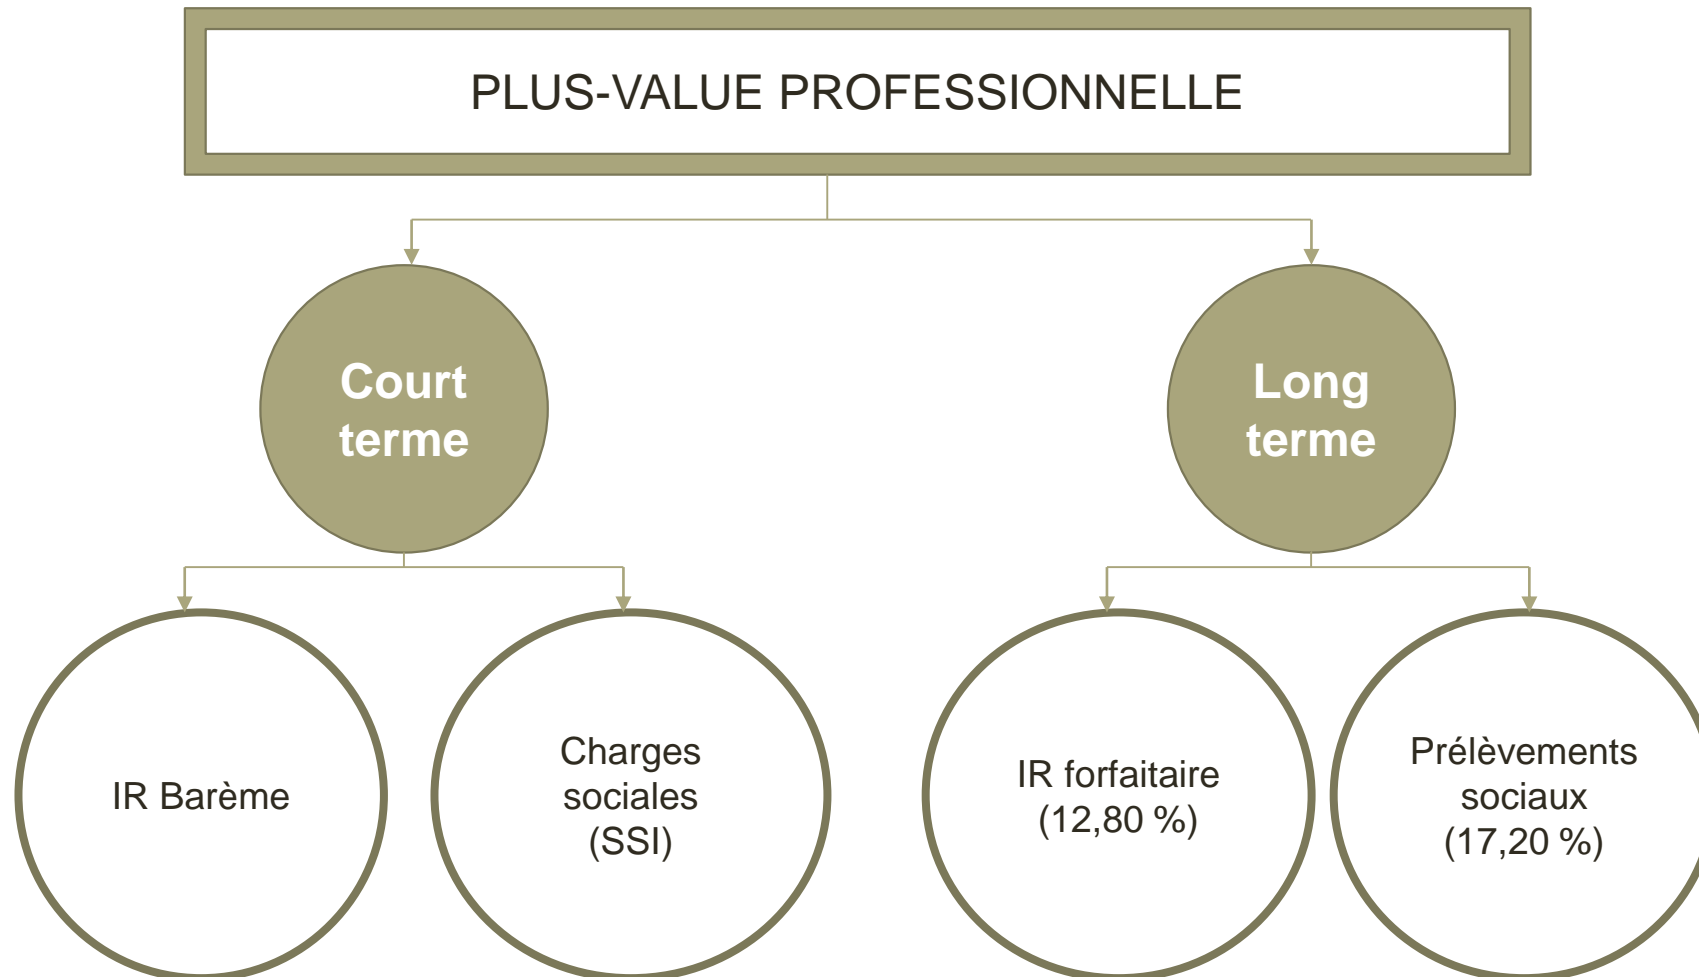 PLUS-VALUE PROFESSIONNELLE
Court
terme
Long
terme
IR Barème
Charges
sociales
(SSI)
IR forfaitaire
(12,80 %)
Prélèvements
sociaux
(17,20 %)